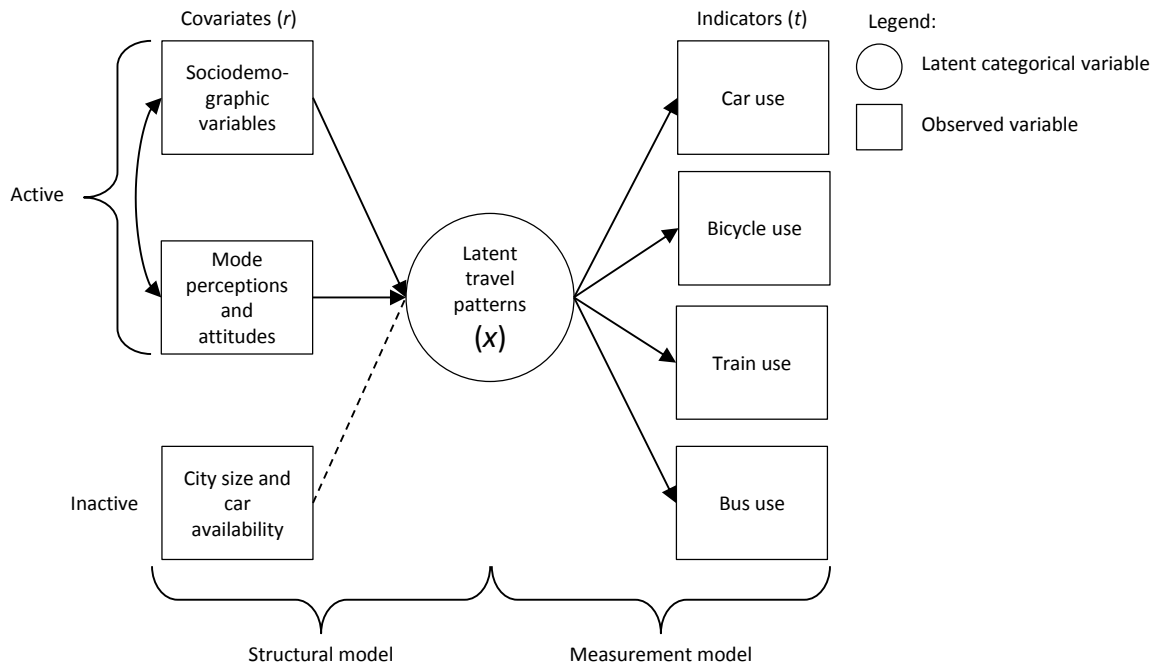 Covariates (r)
Indicators (t)
Legend:
Sociodemo-
graphic
variables
Car use
Latent categorical variable
Observed variable
Active
Bicycle use
Mode
perceptions
and
attitudes
Latent
travel
patterns
(x)
Train use
Inactive
City size and
car
availability
Bus use
Structural model
Measurement model